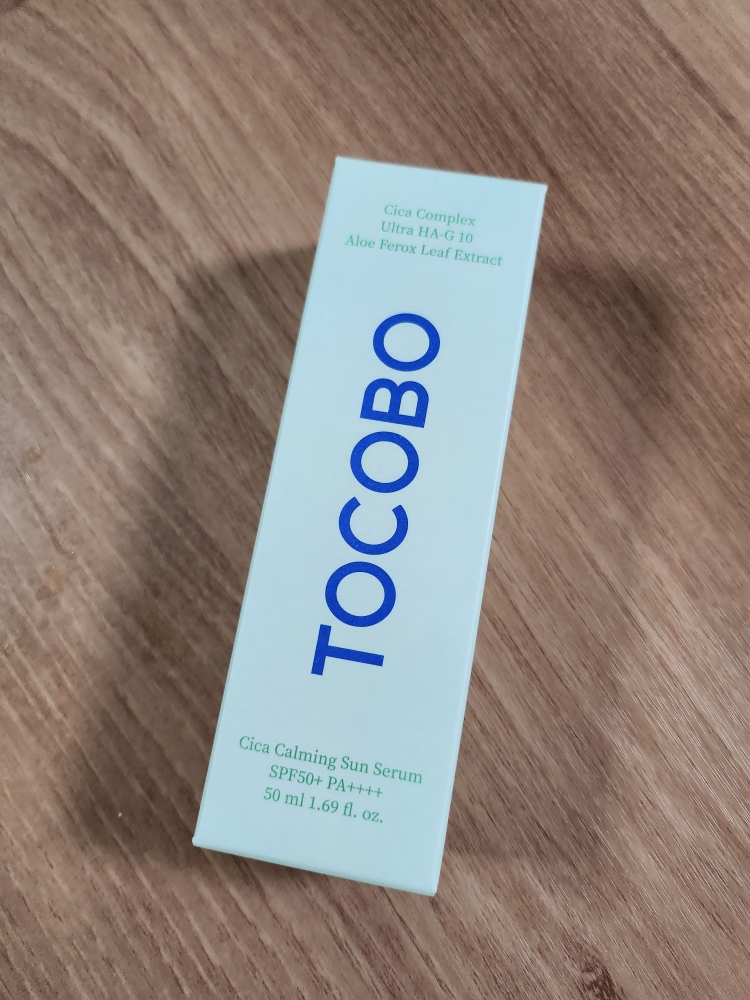 Cica Complex
Ultra HA-G 10
Aloe Ferox Leaf Extract
TOCOBO
Cica Calming Sun Serum
SPF50+ PA++++
50 ml 1.69 fl. oz.